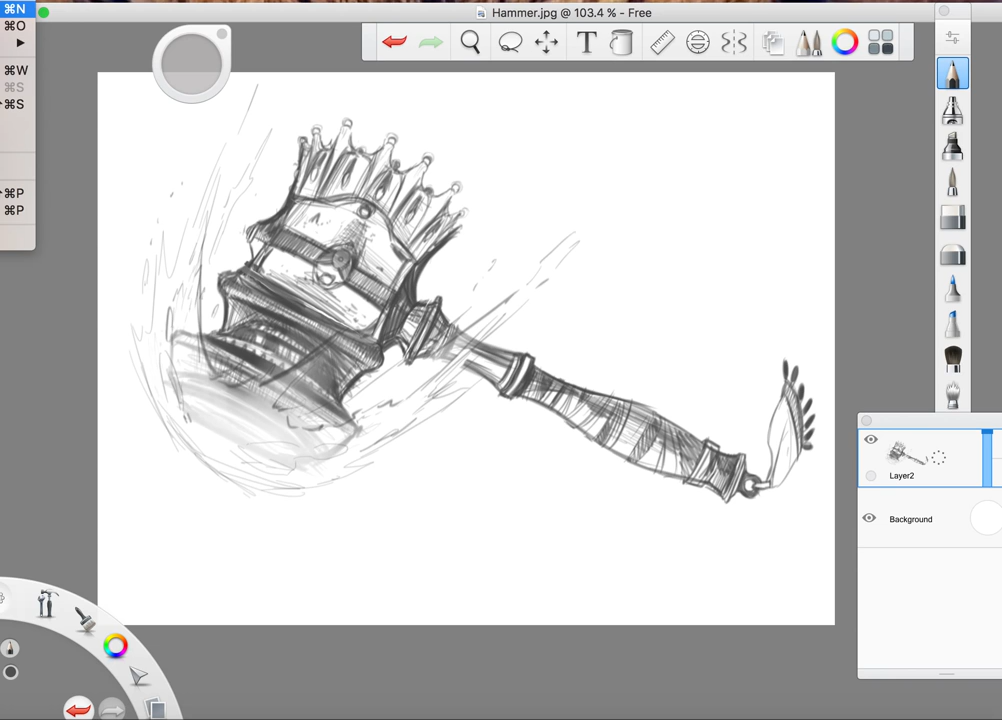 ⌘N
Hammer.jpg @ 103.4 % - Free
⌘O
⌘W
⌘S
⌘S
⌘P
⌘P
T
Layer2
Background